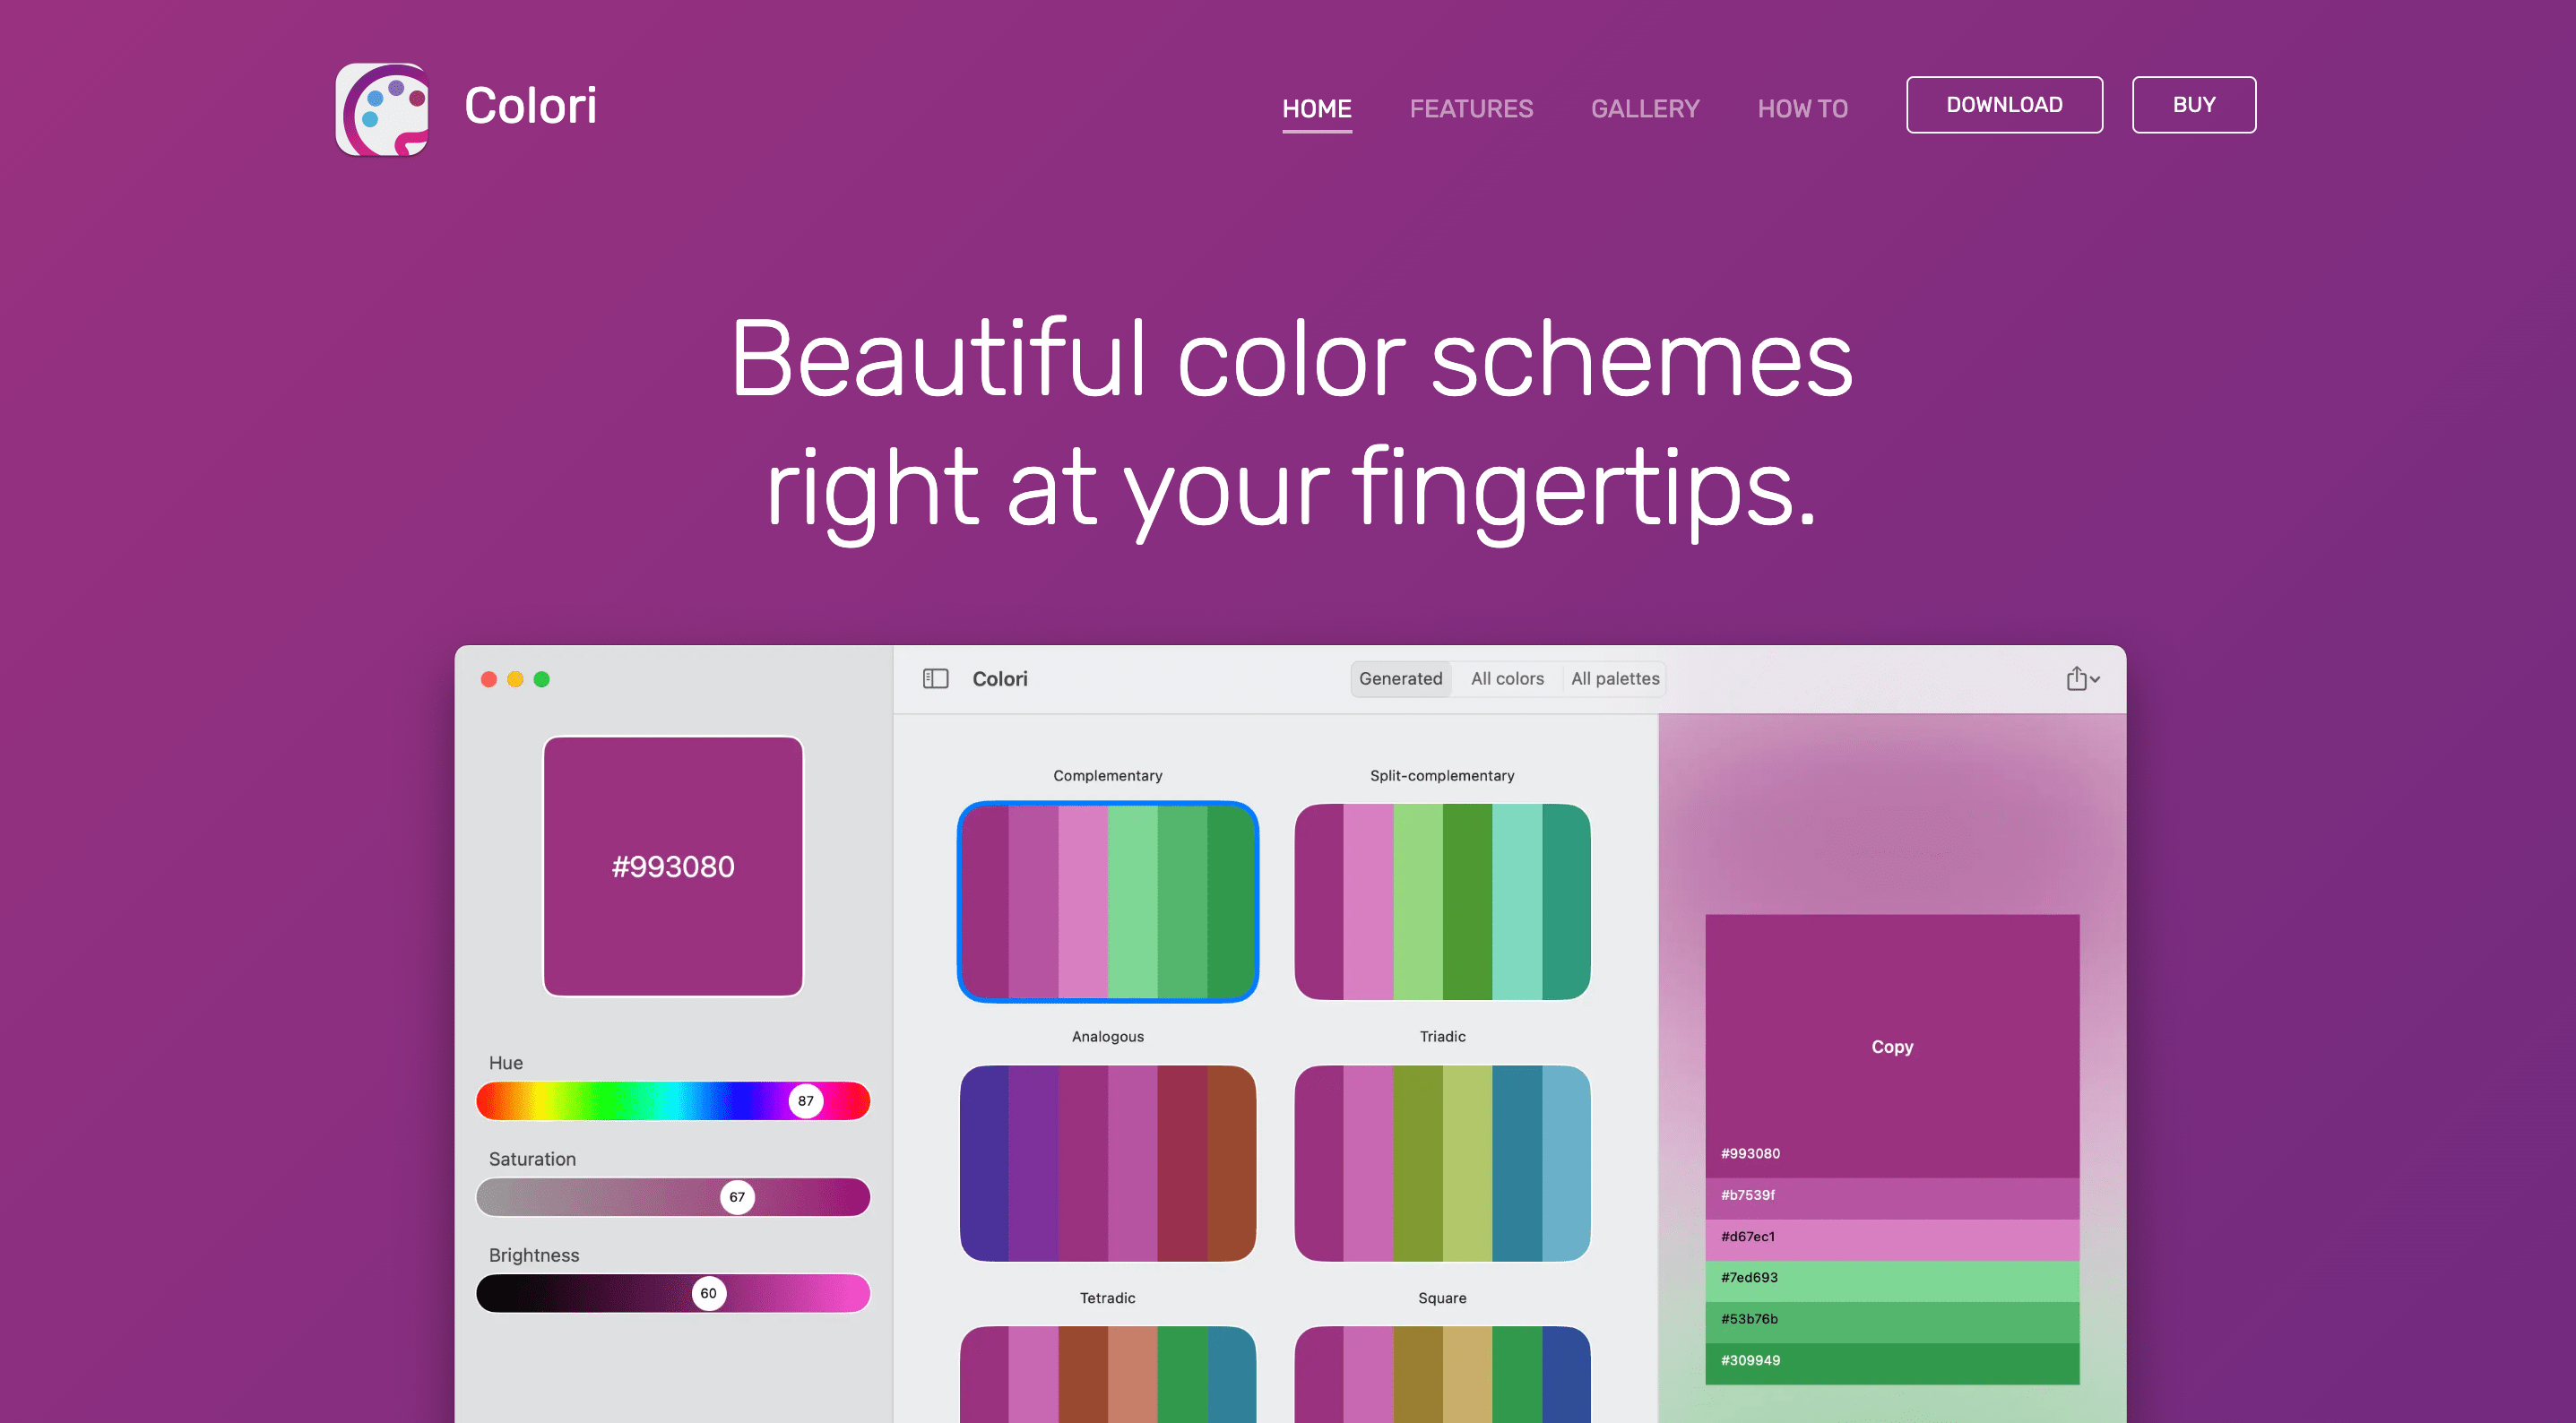 Colori
HOME
FEATURES
GALLERY
HOW TO
DOWNLOAD
BUY
Beautiful color schemes
right at your fingertips.
Colori
Generated
All colors
All palettes
#993080
Hue
87
Saturation
67
Brightness
60
Complementary
Split-complementary
Analogous
Triadic
Tetradic
Square
Copy
#993080
#b7539f
#d67ec1
#7ed693
#53b76b
#309949